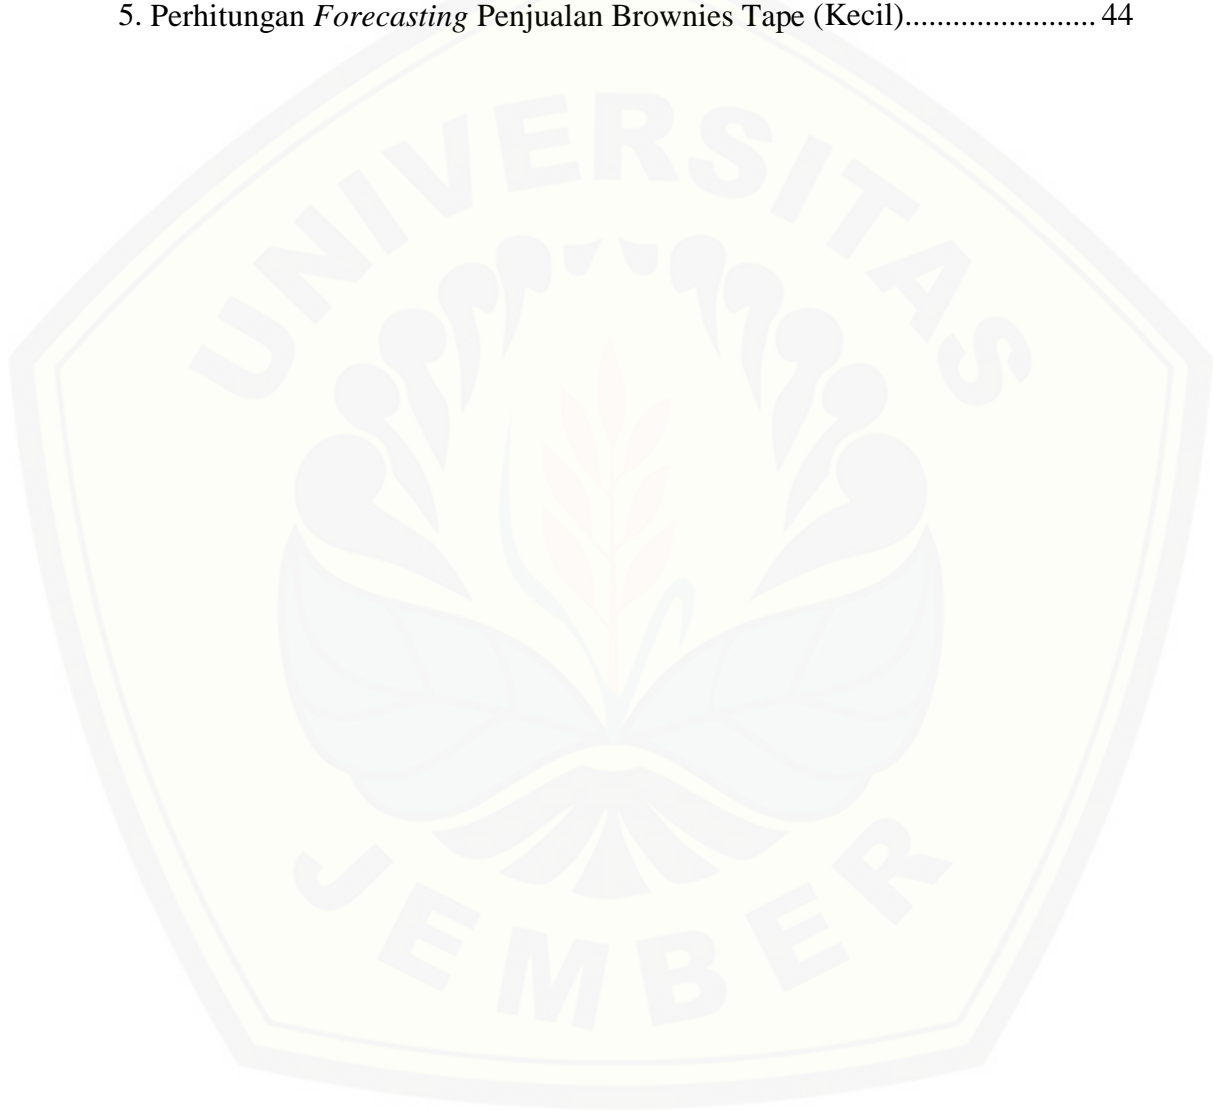 5. Perhitungan Forecasting Penjualan Brownies Tape (Kecil)....................... 44
UNIVERSITAS
JEMBER